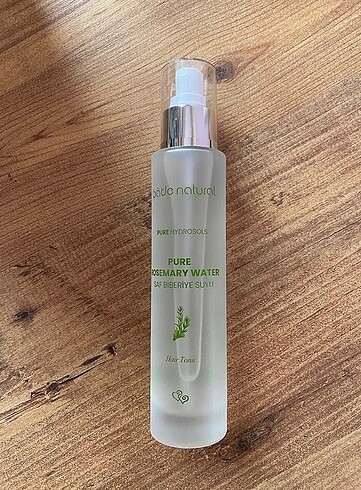 bade natural
PURE HYDROSOLS
PURE
ROSEMARY WATER
SAF BİBERİYE SUYU
Hair Tonic